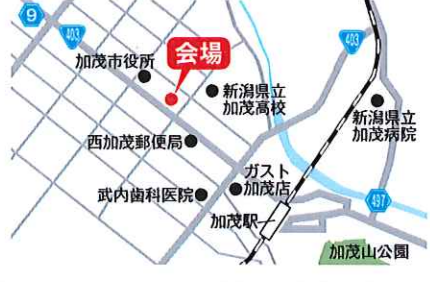 9
403
加茂市役所
会場
新潟県立
加茂高校
403
新潟県立
加茂病院
西加茂郵便局
ガスト
加茂店
武内歯科医院
加茂駅
497
加茂山公園